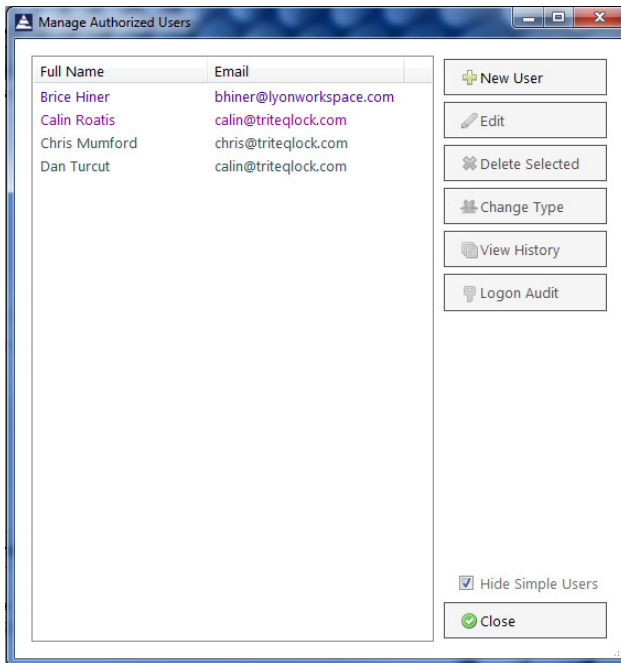 Manage Authorized Users
Full Name Email
Brice Hiner bhiner@lyonworkspace.com
Calin Roatis calin@triteqlock.com
Chris Mumford chris@triteqlock.com
Dan Turcut calin@triteqlock.com
New User
Edit
Delete Selected
Change Type
View History
Logon Audit
Hide Simple Users
Close